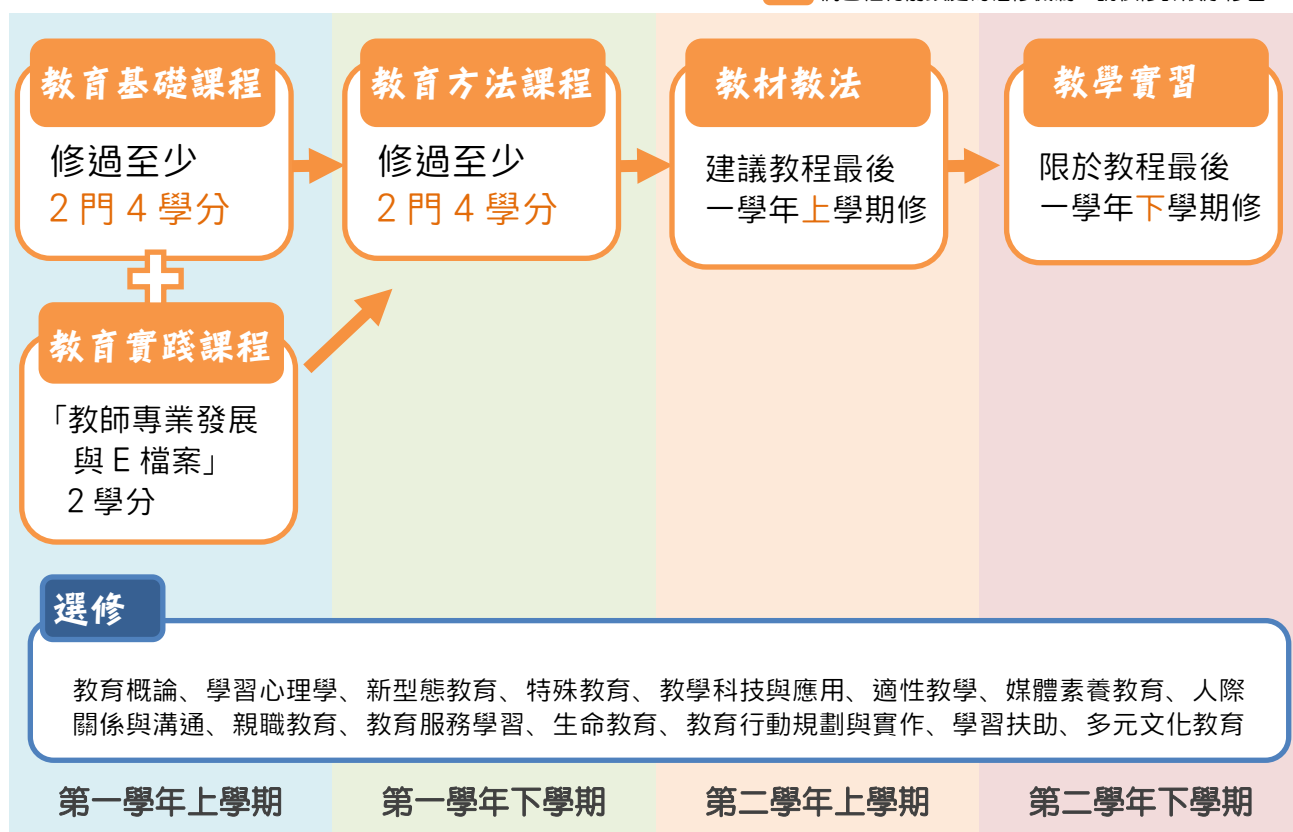 教育基礎課程
修過至少
2門4學分
教育方法課程
修過至少
2門4學分
教材教法
建議教程最後
一學年上學期修
教學實習
限於教程最後
一學年下學期修
教育實踐課程
「教師專業發展
與E檔案」
2學分
選修
教育概論、學習心理學、新型態教育、特殊教育、教學科技與應用、適性教學、媒體素養教育、人際
關係與溝通、親職教育、教育服務學習、生命教育、教育行動規劃與實作、學習扶助、多元文化教育
第一學年上學期
第一學年下學期
第二學年上學期
第二學年下學期